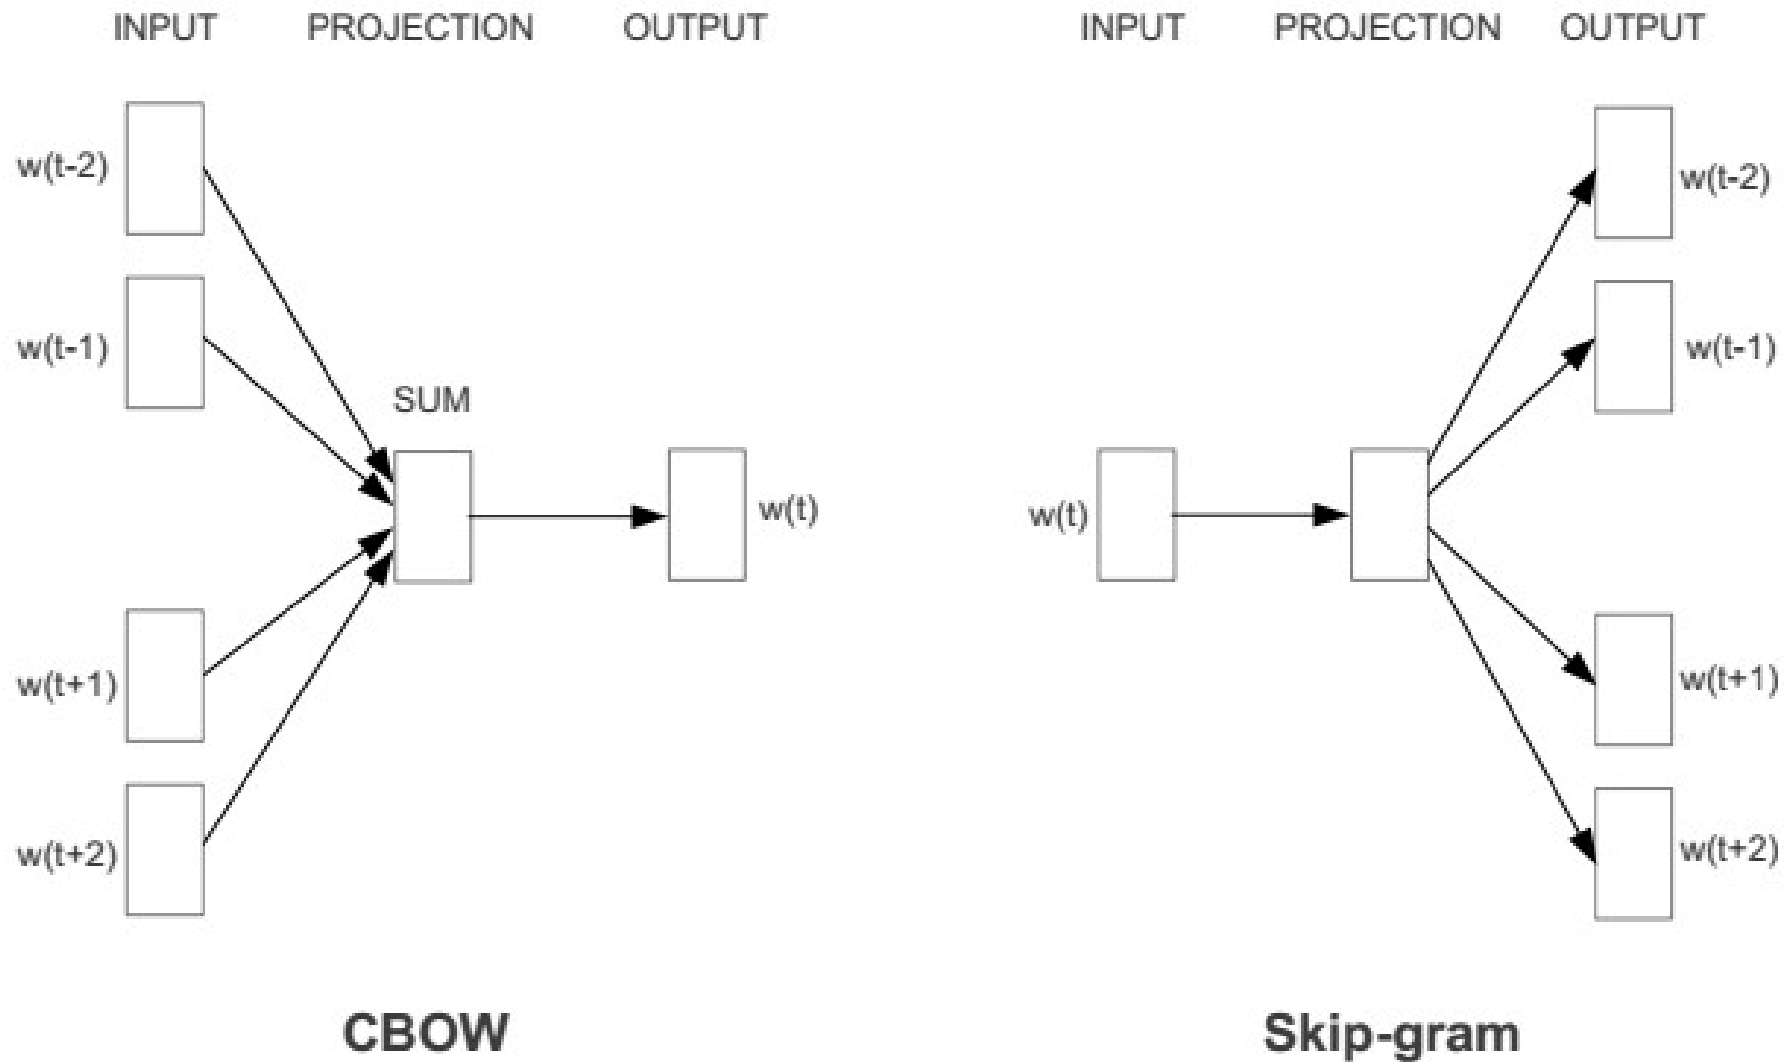 INPUT PROJECTION OUTPUT
w(t-2)
w(t-1)
SUM
w(t)
w(t+1)
w(t+2)
CBOW
INPUT PROJECTION OUTPUT
w(t-2)
w(t-1)
w(t)
w(t+1)
w(t+2)
Skip-gram